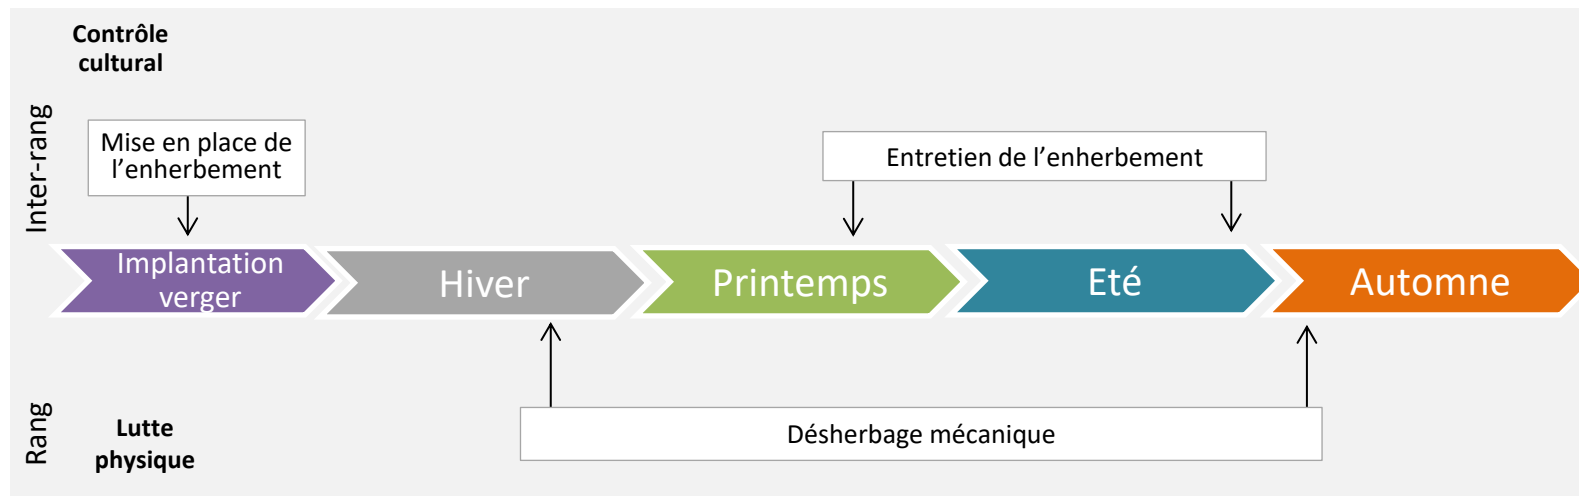 Contrôle
cultural
Inter-rang
Mise en place de
l’enherbement
Entretien de l’enherbement
Implantation
verger
Hiver
Printemps
Eté
Automne
Rang
Lutte
physique
Désherbage mécanique